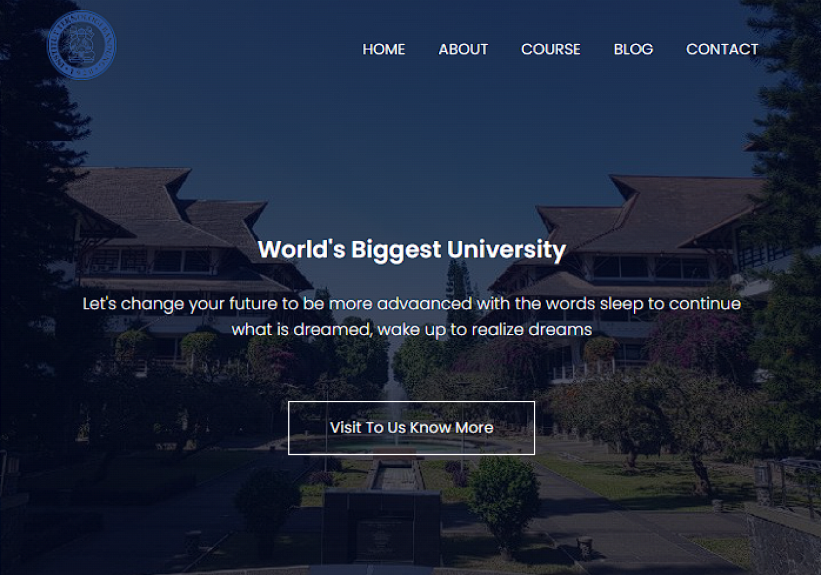 HOME ABOUT COURSE BLOG CONTACT
World's Biggest University
Let's change your future to be more advaanced with the words sleep to continue
what is dreamed, wake up to realize dreams
Visit To Us Know More